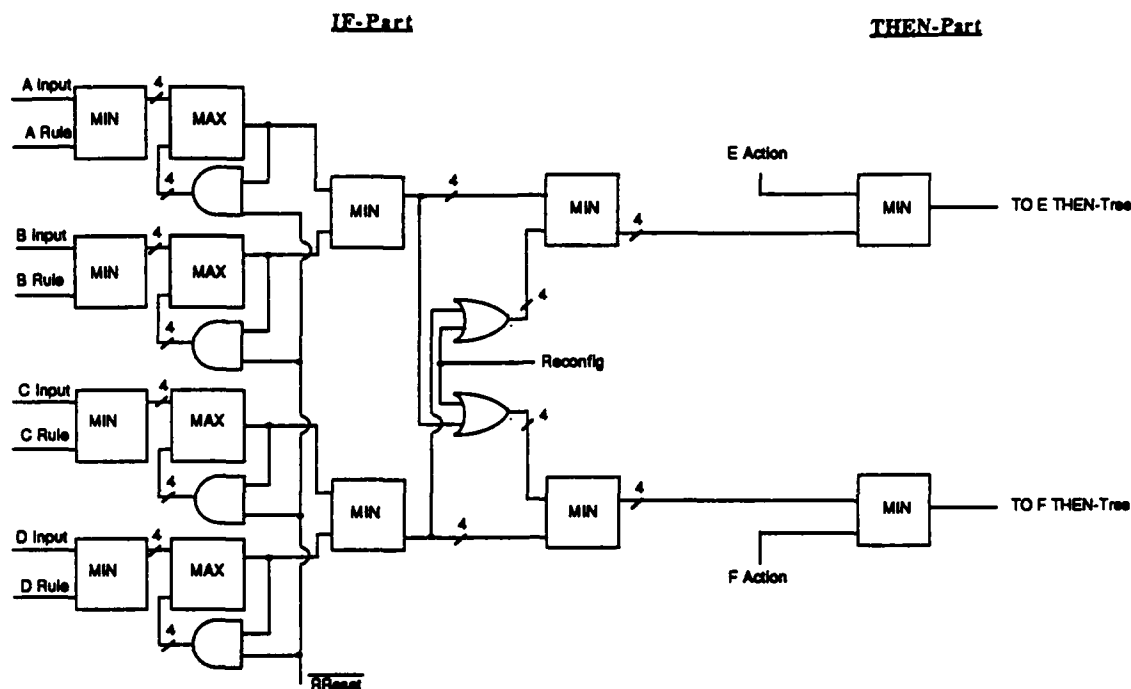 IF-Part
THEN-Part
A Input
4
A Rule
MIN
MAX
4
E Action
B Input
4
B Rule
MIN
MAX
4
MIN
4
MIN
4
MIN
TO E THEN-Tree
4
Reconfig
C Input
4
C Rule
MIN
MAX
4
4
D Input
4
D Rule
MIN
MAX
4
MIN
4
MIN
4
MIN
TO F THEN-Tree
F Action
RReset